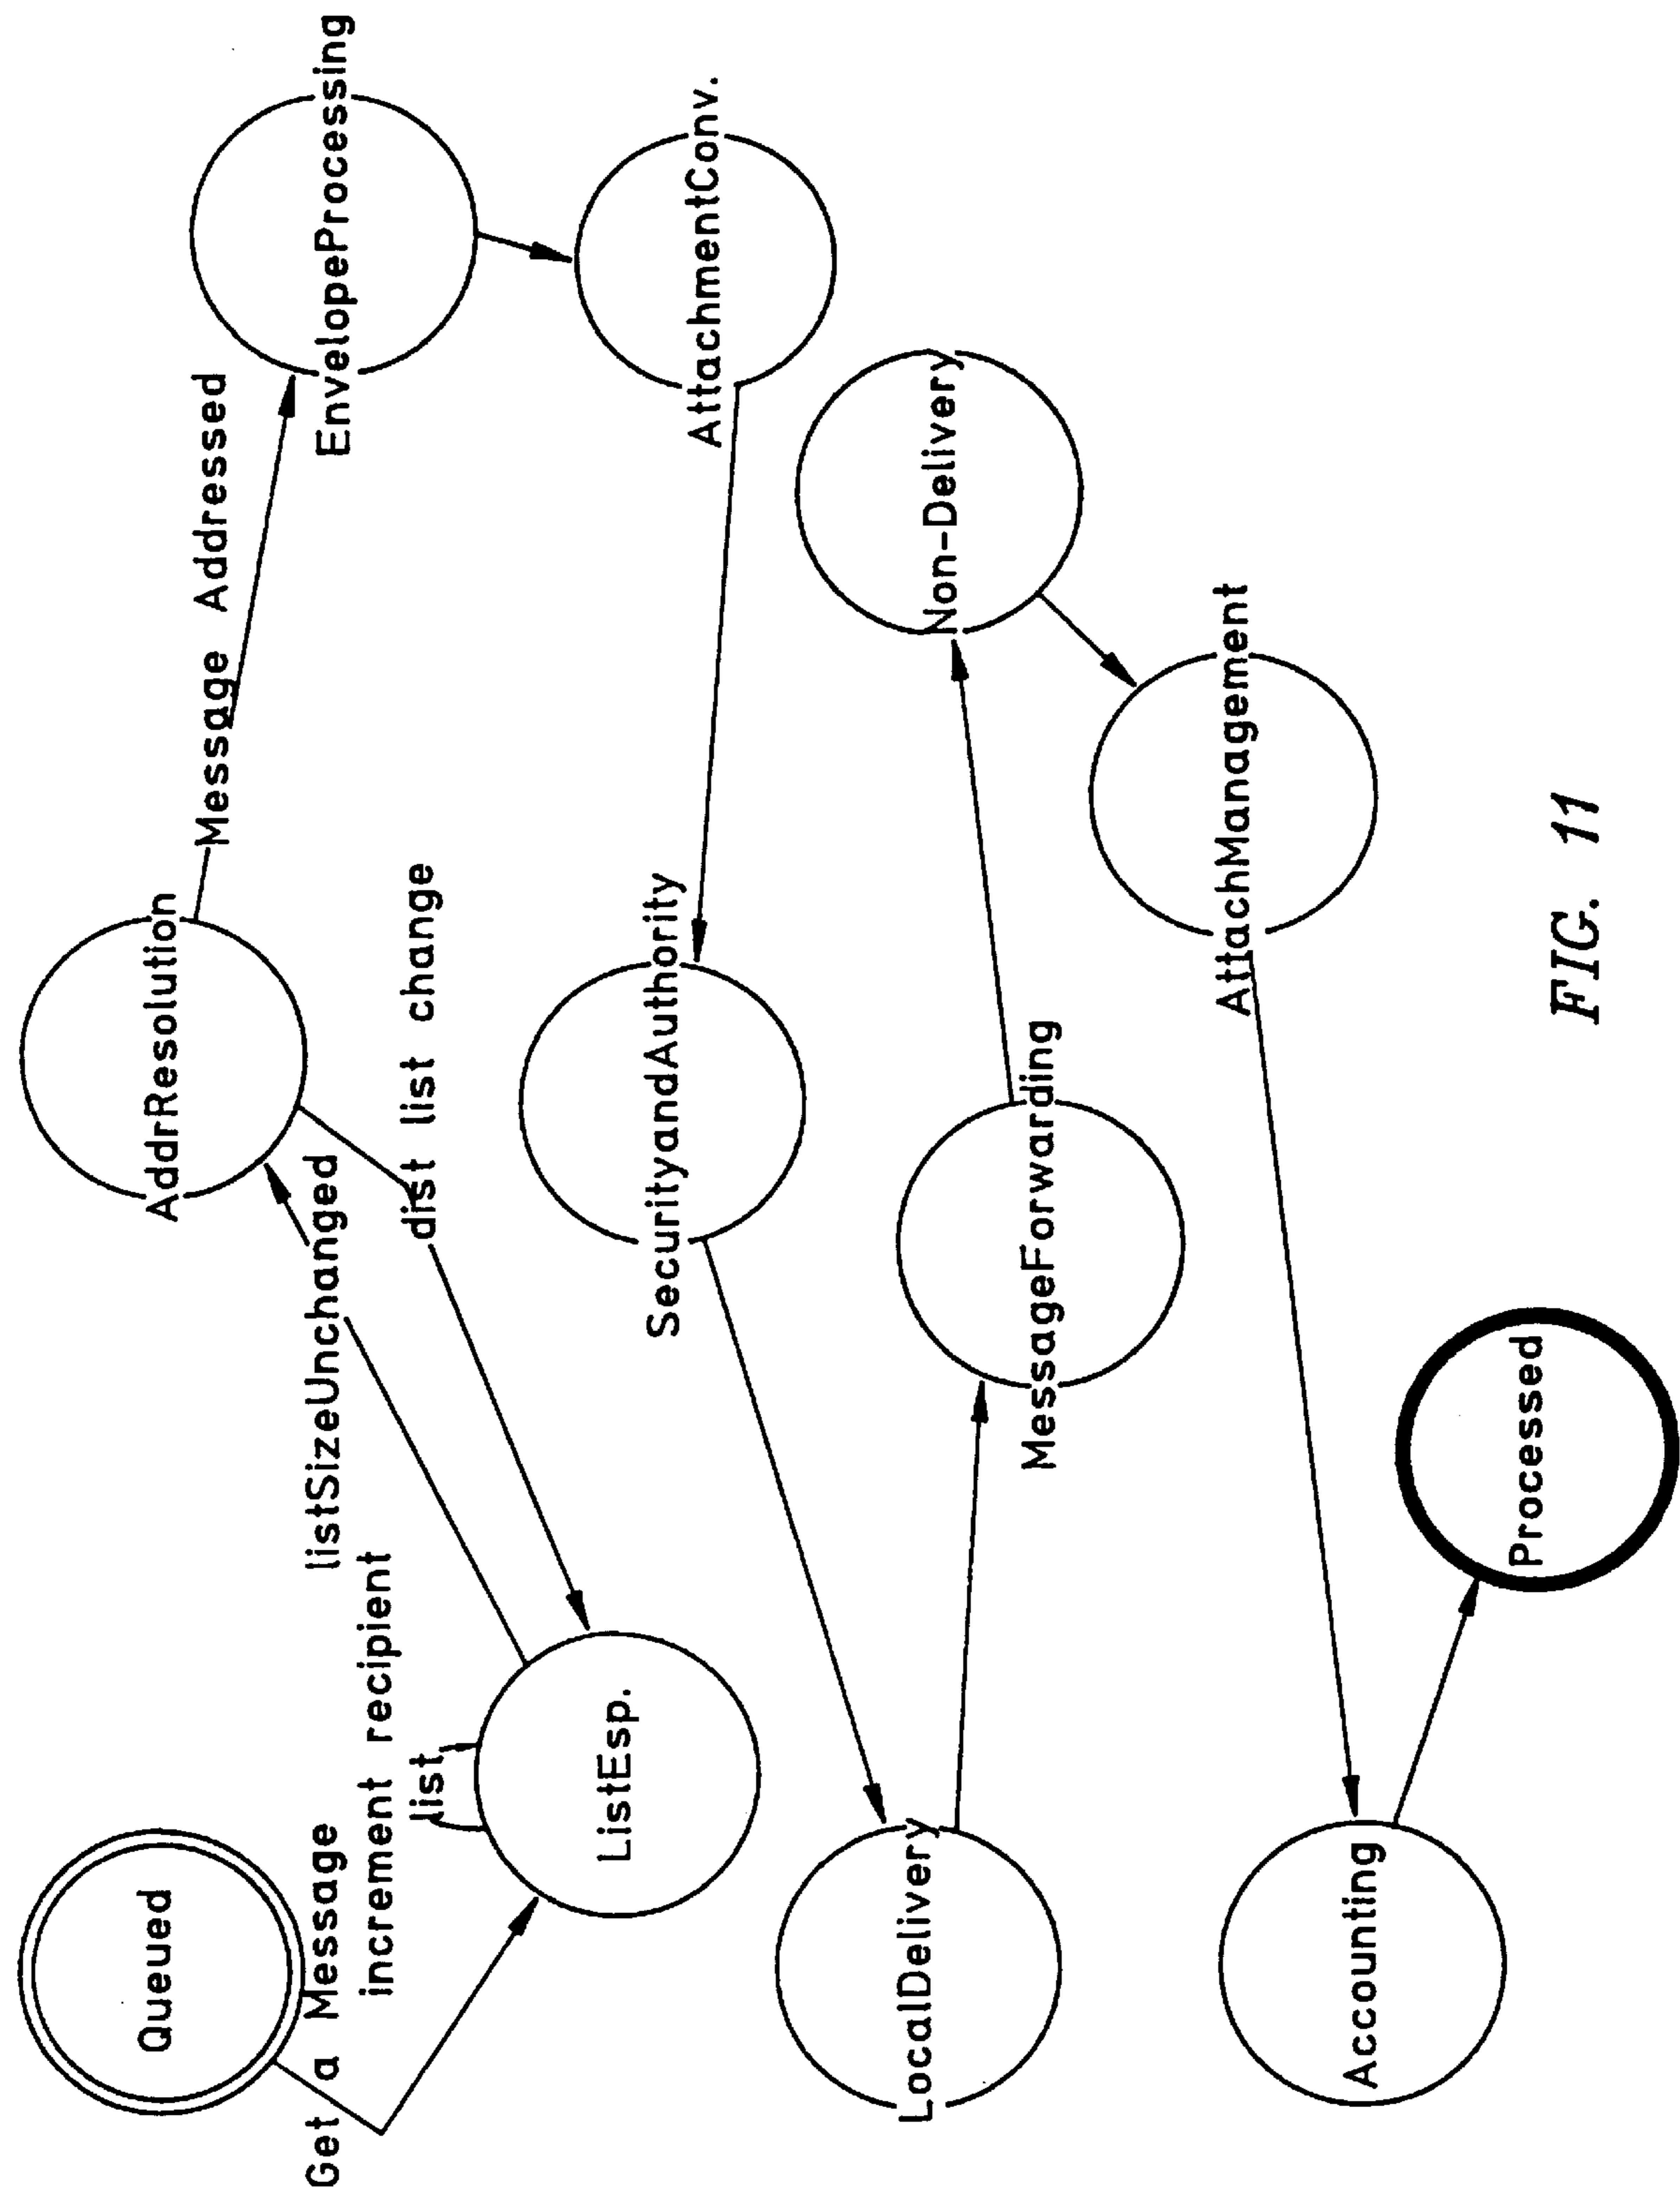 Queued
AddrResolution
Message Addressed
EnvelopeProcessing
Get a Message
listSizeUnchanged
increment recipient
list
dist list change
ListEsp.
SecurityandAuthority
AttachmentConv.
LocalDelivery
MessageForwarding
Non-Delivery
AttachManagement
Accounting
Processed
FIG. 11